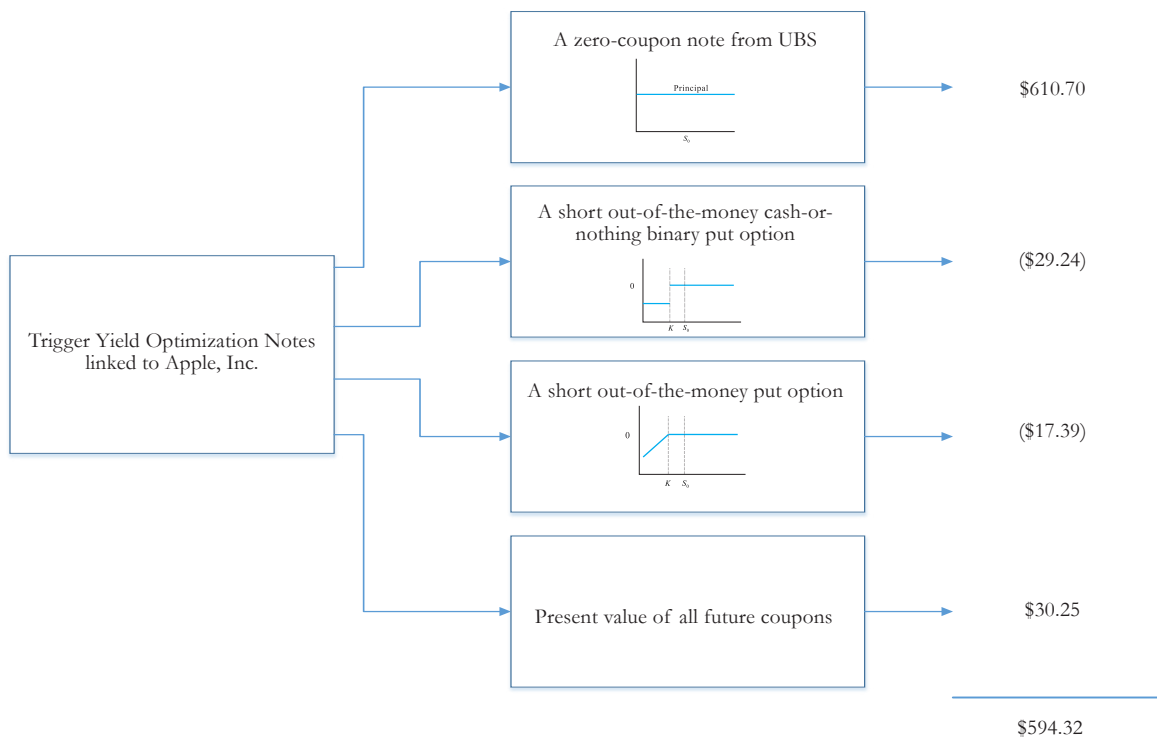 Trigger Yield Optimization Notes
linked to Apple, Inc.
A zero-coupon note from UBS
Principal
S₀
$610.70
A short out-of-the-money cash-or-
nothing binary put option
0
K S₀
($29.24)
A short out-of-the-money put option
0
K S₀
($17.39)
Present value of all future coupons
$30.25
$594.32